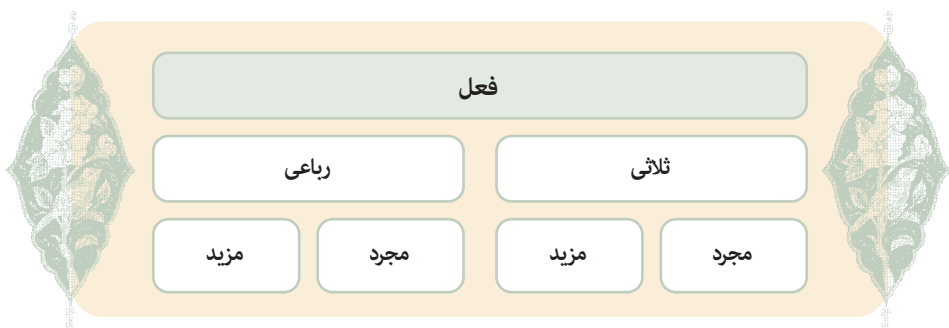 فعل
ثلاثی رباعی
مجرد مزید مجرد مزید